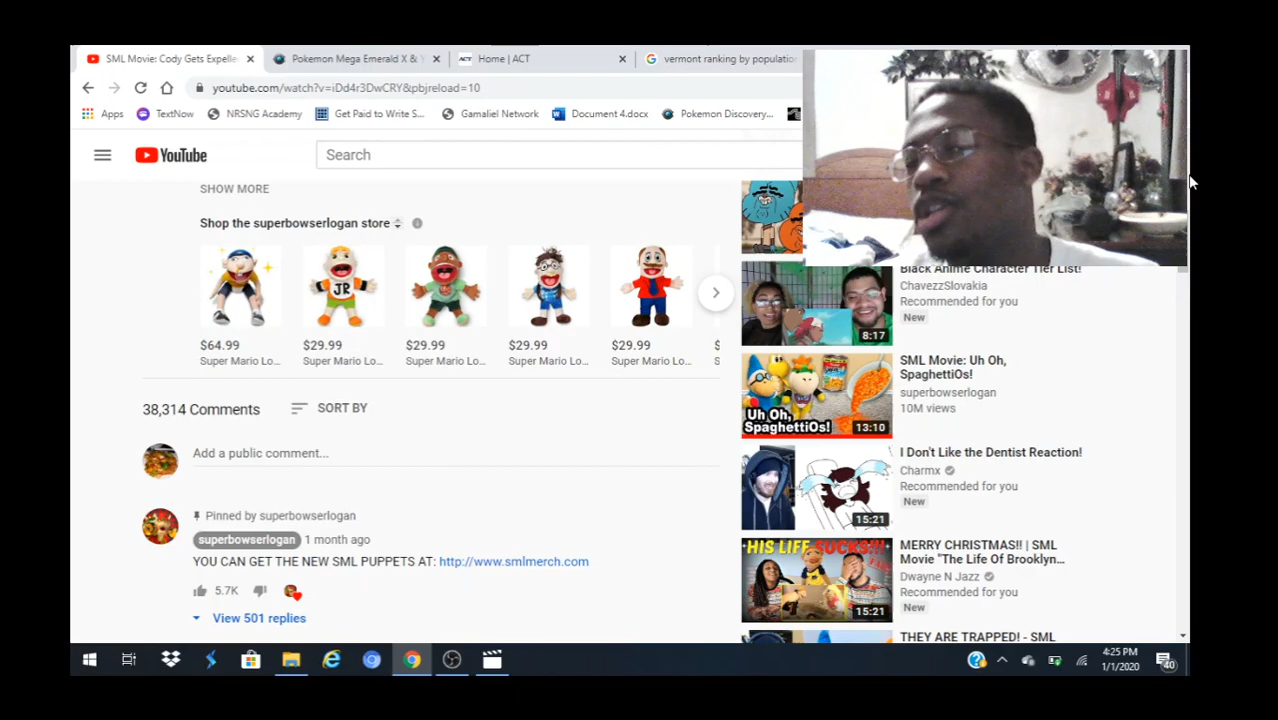 SML Movie: Cody Gets Expelle
Pokemon Mega Emerald X & Y
ACT Home | ACT
vermont ranking by populatio
youtube.com/watch?v=iDd4r3DwCRY&pbjreload=10
Apps TextNow NRSNG Academy Get Paid to Write S... Gamaliel Network Document 4.docx Pokemon Discovery...
YouTube
Search
SHOW MORE
Shop the superbowserlogan store
JR
$64.99 $29.99 $29.99 $29.99 $29.99
Super Mario Lo... Super Mario Lo... Super Mario Lo... Super Mario Lo... Super Mario Lo...
38,314 Comments SORT BY
Add a public comment...
Pinned by superbowserlogan
superbowserlogan 1 month ago
YOU CAN GET THE NEW SML PUPPETS AT: http://www.smlmerch.com
5.7K
View 501 replies
Black Anime Character Tier List!
ChavezzSlovakia
Recommended for you
New
8:17
SML Movie: Uh Oh,
SpaghettiOs!
superbowserlogan
10M views
Uh Oh,
SpaghettiOs!
13:10
I Don't Like the Dentist Reaction!
Charmx
Recommended for you
New
15:21
MERRY CHRISTMAS!! | SML
Movie "The Life Of Brooklyn...
Dwayne N Jazz
Recommended for you
New
HIS LIFE SUCKS!!!
15:21
THEY ARE TRAPPED! - SML
4:25 PM
1/1/2020
40